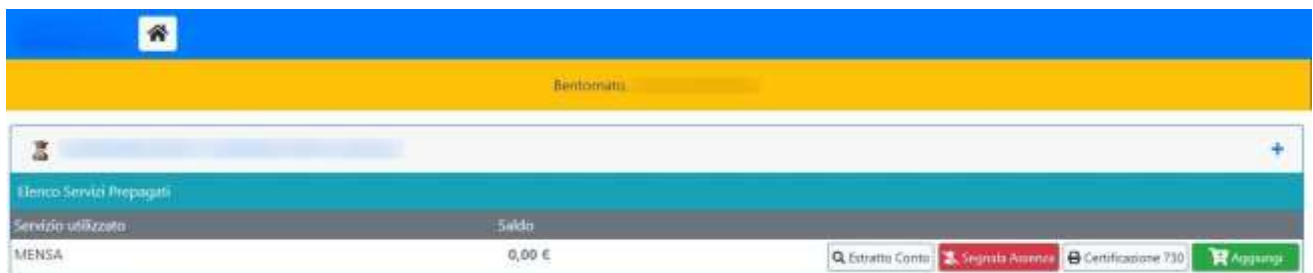 Bentornato,
Elenco Servizi Prepagati
Servizio utilizzato Saldo
MENSA 0,00 € Estratto Conto Segnala Assenza Certificazione 730 Aggiungi